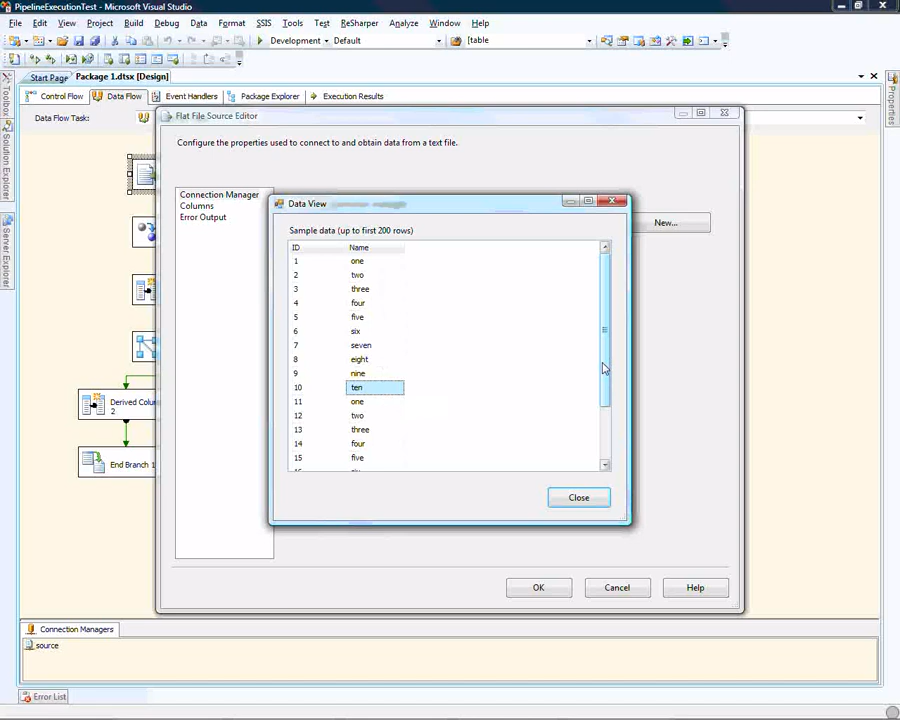 PipelineExecutionTest - Microsoft Visual Studio
File Edit View Project Build Debug Data Format SSIS Tools Test ReSharper Analyze Window Help
Development Default [table
Start Page Package 1.dtsx [Design]
Control Flow Data Flow Event Handlers Package Explorer Execution Results
Data Flow Task:
Toolbox
Solution Explorer
Server Explorer
Properties
Flat File Source Editor
Configure the properties used to connect to and obtain data from a text file.
Connection Manager
Columns
Error Output
New...
Data View
Sample data (up to first 200 rows)
ID Name
1 one
2 two
3 three
4 four
5 five
6 six
7 seven
8 eight
9 nine
10 ten
11 one
12 two
13 three
14 four
15 five
Close
Derived Colu
2
End Branch 1
OK Cancel Help
Connection Managers
source
Error List